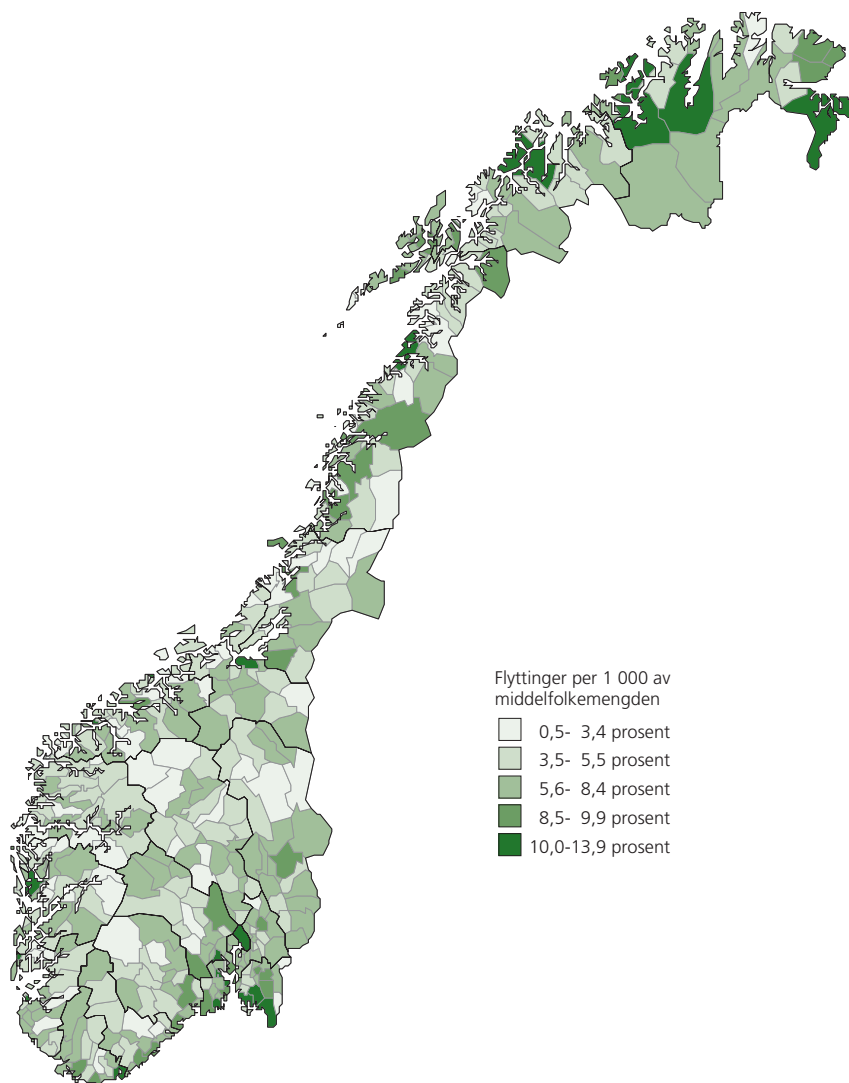 Flyttinger per 1 000 av
middelfolkemengden
0,5- 3,4 prosent
3,5- 5,5 prosent
5,6- 8,4 prosent
8,5- 9,9 prosent
10,0-13,9 prosent